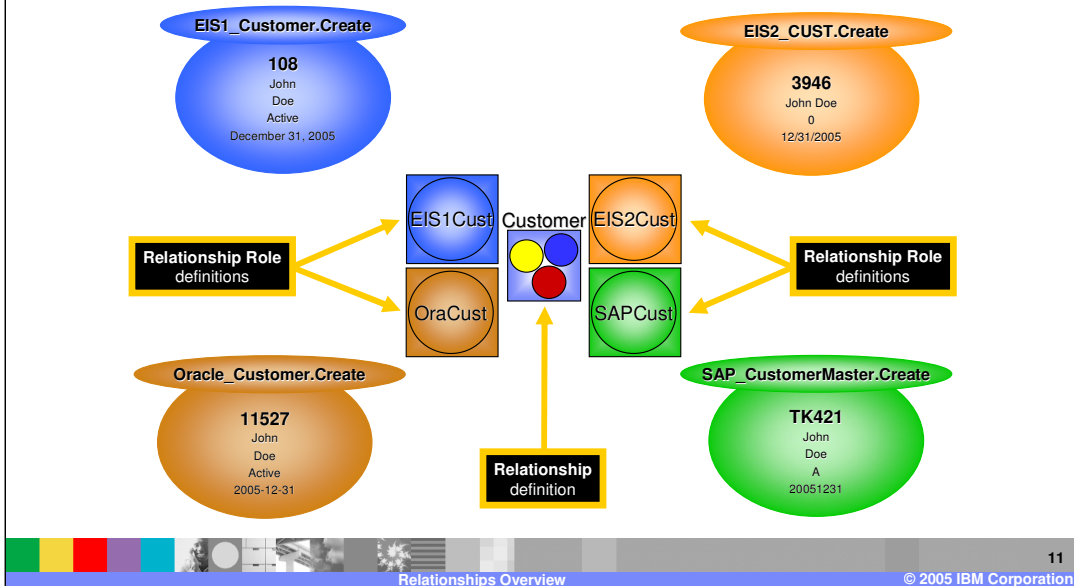 EIS1_Customer.Create
108
John
Doe
Active
December 31, 2005
EIS2_CUST.Create
3946
John Doe
0
12/31/2005
EIS1Cust
Customer
EIS2Cust
Relationship Role
definitions
Relationship Role
definitions
OraCust
SAPCust
Oracle_Customer.Create
11527
John
Doe
Active
2005-12-31
SAP_CustomerMaster.Create
TK421
John
Doe
A
20051231
Relationship
definition
11
Relationships Overview
© 2005 IBM Corporation